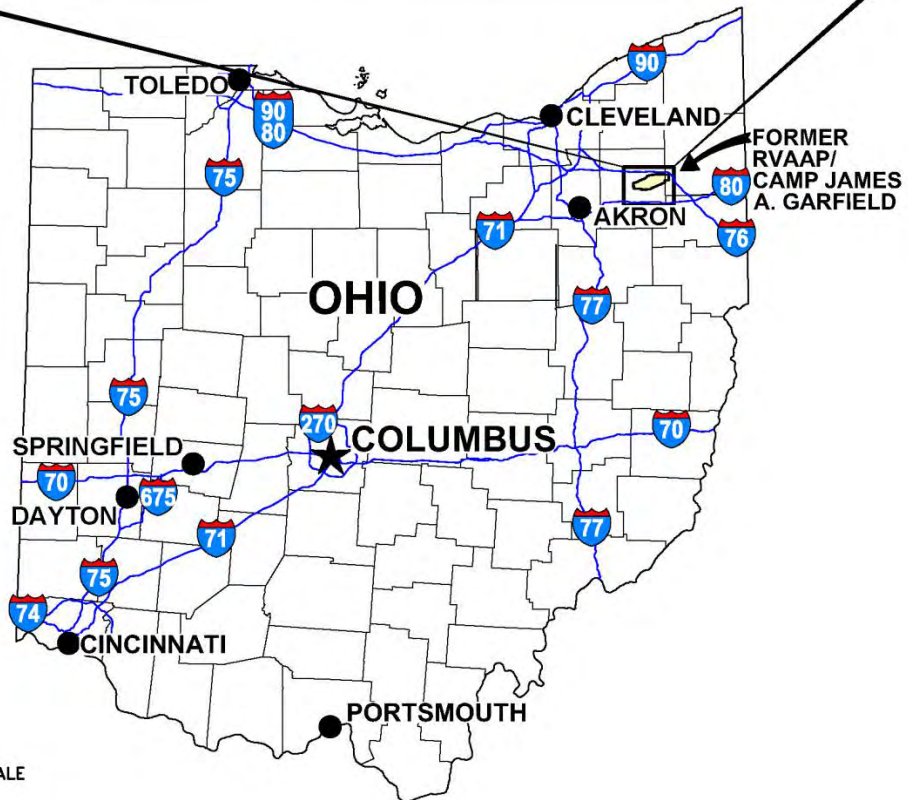 TOLEDO
90
80
90
CLEVELAND
FORMER
RVAAP/
CAMP JAMES
A. GARFIELD
75
80
AKRON
71
76
OHIO
77
75
270
COLUMBUS
70
SPRINGFIELD
70
675
DAYTON
71
77
75
74
CINCINNATI
PORTSMOUTH
ALE